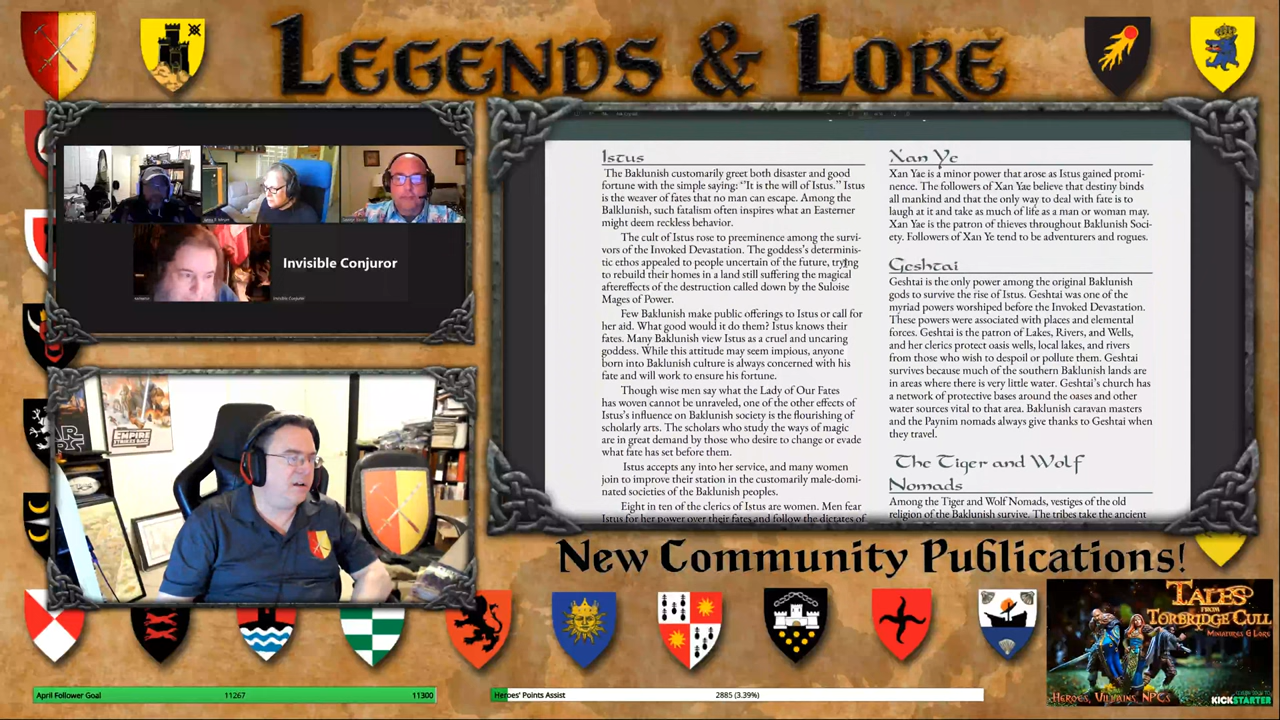 LEGENDS & LORE
Invisible Conjuror
Invisible Conjuror
STAR
WARS
THE
EMPIRE
STRIKES
BACK
Istus
The Baklunish customarily greet both disaster and good
fortune with the simple saying: "It is the will of Istus." Istus
is the weaver of fates that no man can escape. Among the
Balklunish, such fatalism often inspires what an Easterner
might deem reckless behavior.
The cult of Istus rose to preeminence among the survi-
vors of the Invoked Devastation. The goddess's determinis-
tic ethos appealed to people uncertain of the future, trying
to rebuild their homes in a land still suffering the magical
aftereffects of the destruction called down by the Suloise
Mages of Power.
Few Baklunish make public offerings to Istus or call for
her aid. What good would it do them? Istus knows their
fates. Many Baklunish view Istus as a cruel and uncaring
goddess. While this attitude may seem impious, anyone
born into Baklunish culture is always concerned with his
fate and will work to ensure his fortune.
Though wise men say what the Lady of Our Fates
has woven cannot be unraveled, one of the other effects of
Istus's influence on Baklunish society is the flourishing of
scholarly arts. The scholars who study the ways of magic
are in great demand by those who desire to change or evade
what fate has set before them.
Istus accepts any into her service, and many women
join to improve their station in the customarily male-domi-
nated societies of the Baklunish peoples.
Eight in ten of the clerics of Istus are women. Men fear
Istus for her power over their fates and follow the dictates of
Xan Ye
Xan Yae is a minor power that arose as Istus gained promi-
nence. The followers of Xan Yae believe that destiny binds
all mankind and that the only way to deal with fate is to
laugh at it and take as much of life as a man or woman may.
Xan Yae is the patron of thieves throughout Baklunish Soci-
ety. Followers of Xan Ye tend to be adventurers and rogues.
Geshtai
Geshtai is the only power among the original Baklunish
gods to survive the rise of Istus. Geshtai was one of the
myriad powers worshiped before the Invoked Devastation.
These powers were associated with places and elemental
forces. Geshtai is the patron of Lakes, Rivers, and Wells,
and her clerics protect oasis wells, local lakes, and rivers
from those who wish to despoil or pollute them. Geshtai
survives because much of the southern Baklunish lands are
in areas where there is very little water. Geshtai's church has
a network of protective bases around the oases and other
water sources vital to that area. Baklunish caravan masters
and the Paynim nomads always give thanks to Geshtai when
they travel.
The Tiger and Wolf
Nomads
Among the Tiger and Wolf Nomads, vestiges of the old
religion of the Baklunish survive. The tribes take the ancient
New Community Publications!
TALES
FROM
TORBRIDGE CULL
MINIATURES & LORE
HEROES, VILLAINS, NPCS
KICKSTARTER
April Follower Goal 11267 11300
Heroes' Points Assist 2885 (3.39%)